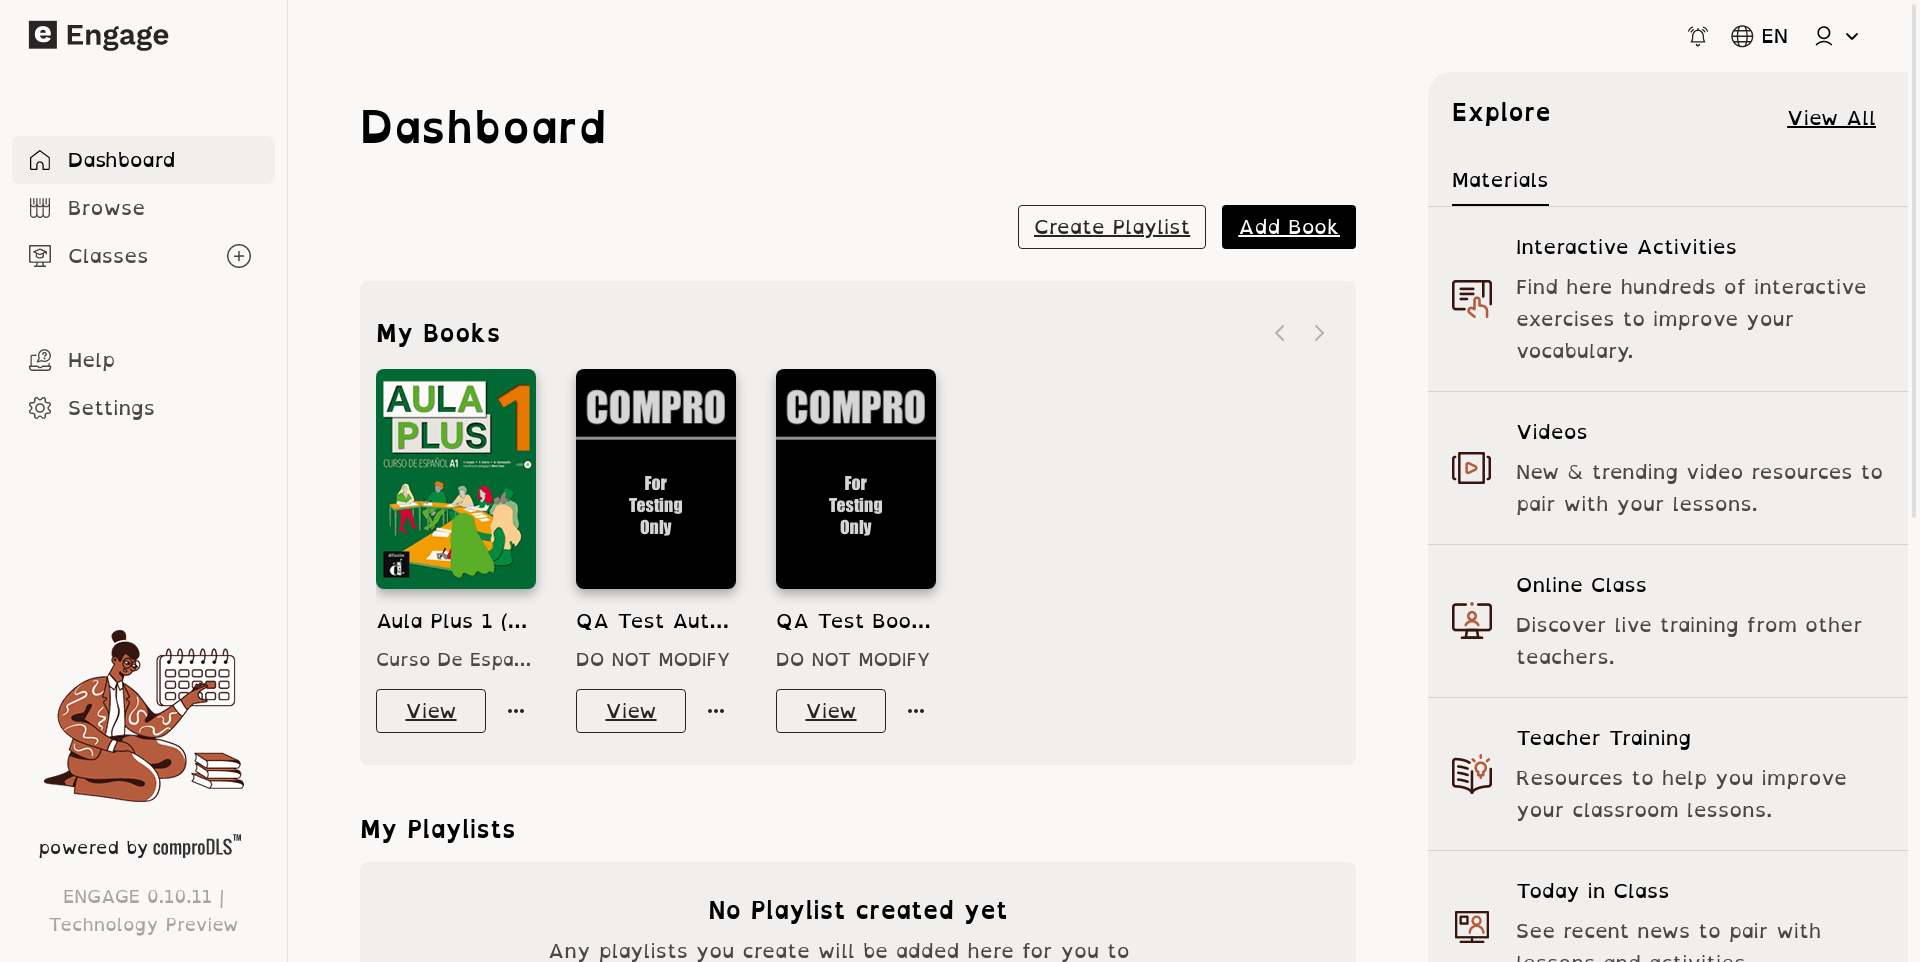 e Engage
EN
Dashboard
Browse
Classes
Help
Settings
powered by comproDLS™
ENGAGE 0.10.11 |
Technology Preview
Dashboard
Create Playlist
Add Book
My Books
AULA
PLUS 1
CURSO DE ESPAÑOL A1
difusión
COMPRO
For
Testing
Only
COMPRO
For
Testing
Only
Aula Plus 1 (...
QA Test Aut...
QA Test Boo...
Curso De Espa...
DO NOT MODIFY
DO NOT MODIFY
View
View
View
My Playlists
No Playlist created yet
Any playlists you create will be added here for you to
Explore
View All
Materials
Interactive Activities
Find here hundreds of interactive
exercises to improve your
vocabulary.
Videos
New & trending video resources to
pair with your lessons.
Online Class
Discover live training from other
teachers.
Teacher Training
Resources to help you improve
your classroom lessons.
Today in Class
See recent news to pair with
lessons and activities.